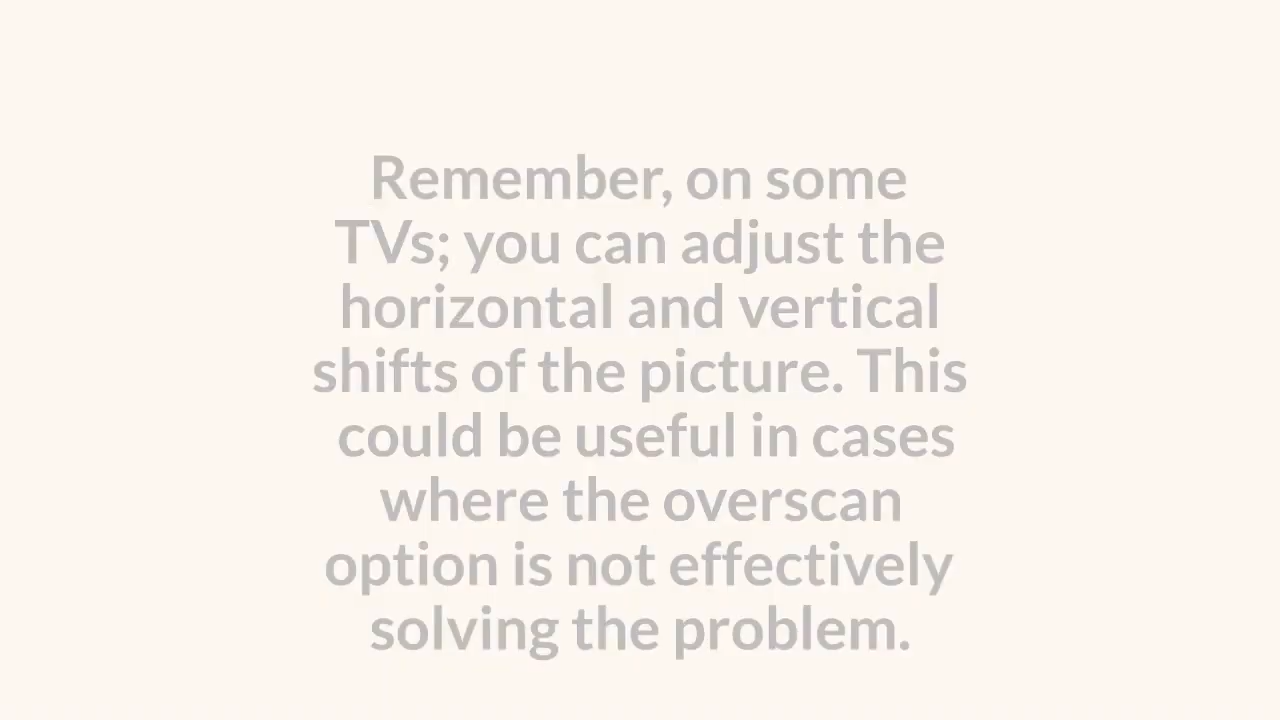 Remember, on some
TVs; you can adjust the
horizontal and vertical
shifts of the picture. This
could be useful in cases
where the overscan
option is not effectively
solving the problem.